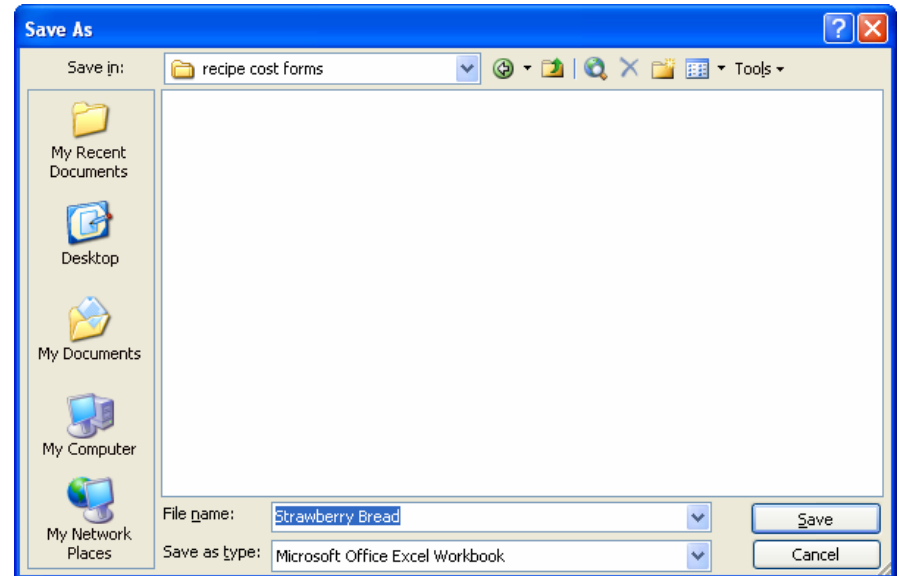 Save As
Save in:
recipe cost forms
Tools
My Recent
Documents
Desktop
My Documents
My Computer
My Network
Places
File name:
Strawberry Bread
Save
Save as type:
Microsoft Office Excel Workbook
Cancel